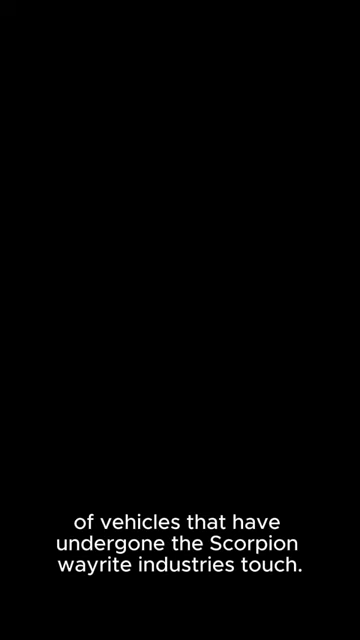 of vehicles that have
undergone the Scorpion
wayrite industries touch.